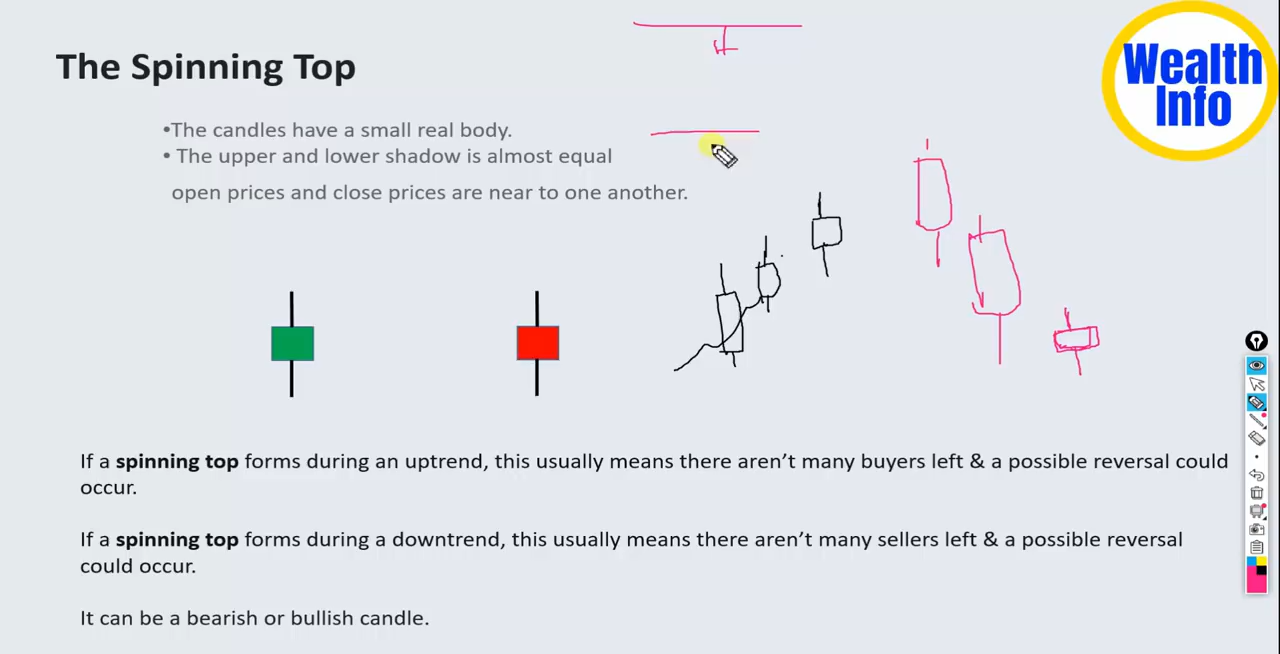 The Spinning Top
Wealth
Info
•The candles have a small real body.
• The upper and lower shadow is almost equal
open prices and close prices are near to one another.
If a spinning top forms during an uptrend, this usually means there aren’t many buyers left & a possible reversal could
occur.
If a spinning top forms during a downtrend, this usually means there aren’t many sellers left & a possible reversal
could occur.
It can be a bearish or bullish candle.